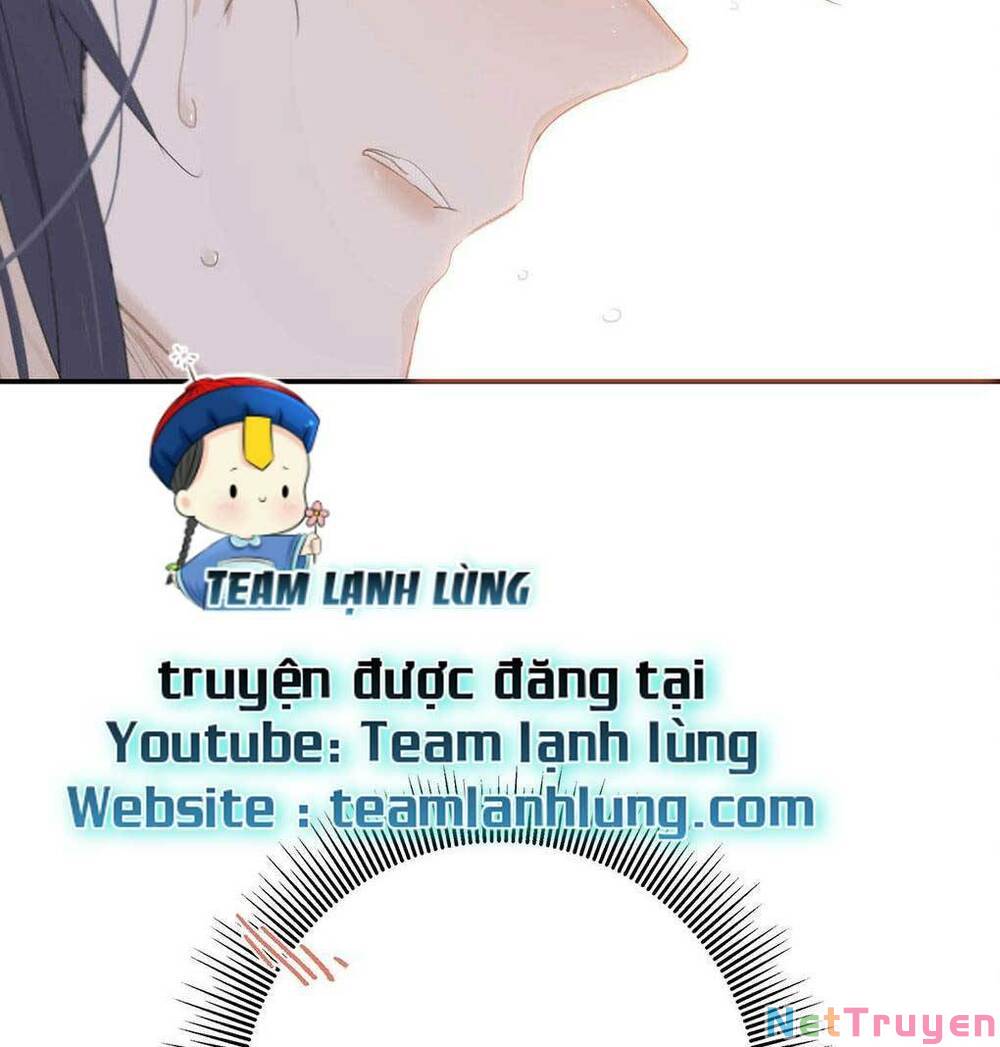 TEAM LẠNH LÙNG
truyện được đăng tại
Youtube: Team lạnh lùng
Website : teamlanhlung.com
NetTruyen